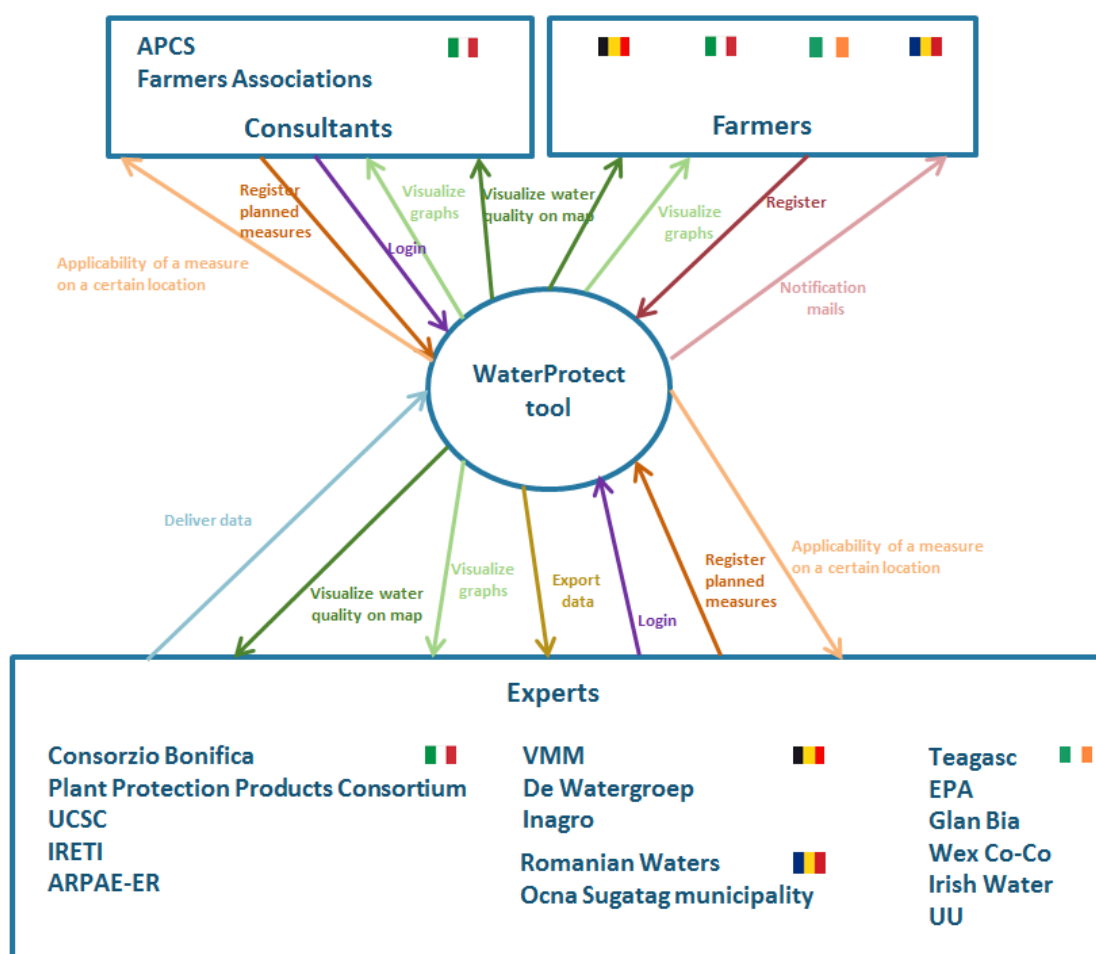 APCS
Farmers Associations
Consultants
Farmers
Register
planned
measures
Login
Visualize
graphs
Visualize water
quality on map
Visualize
graphs
Register
Applicability of a measure
on a certain location
Notification
mails
WaterProtect
tool
Deliver data
Visualize water
quality on map
Visualize
graphs
Export
data
Login
Register
planned
measures
Applicability of a measure
on a certain location
Experts
Consorzio Bonifica
Plant Protection Products Consortium
UCSC
IRETI
ARPAE-ER
VMM
De Watergroep
Inagro
Romanian Waters
Ocna Sugatag municipality
Teagasc
EPA
Glan Bia
Wex Co-Co
Irish Water
UU